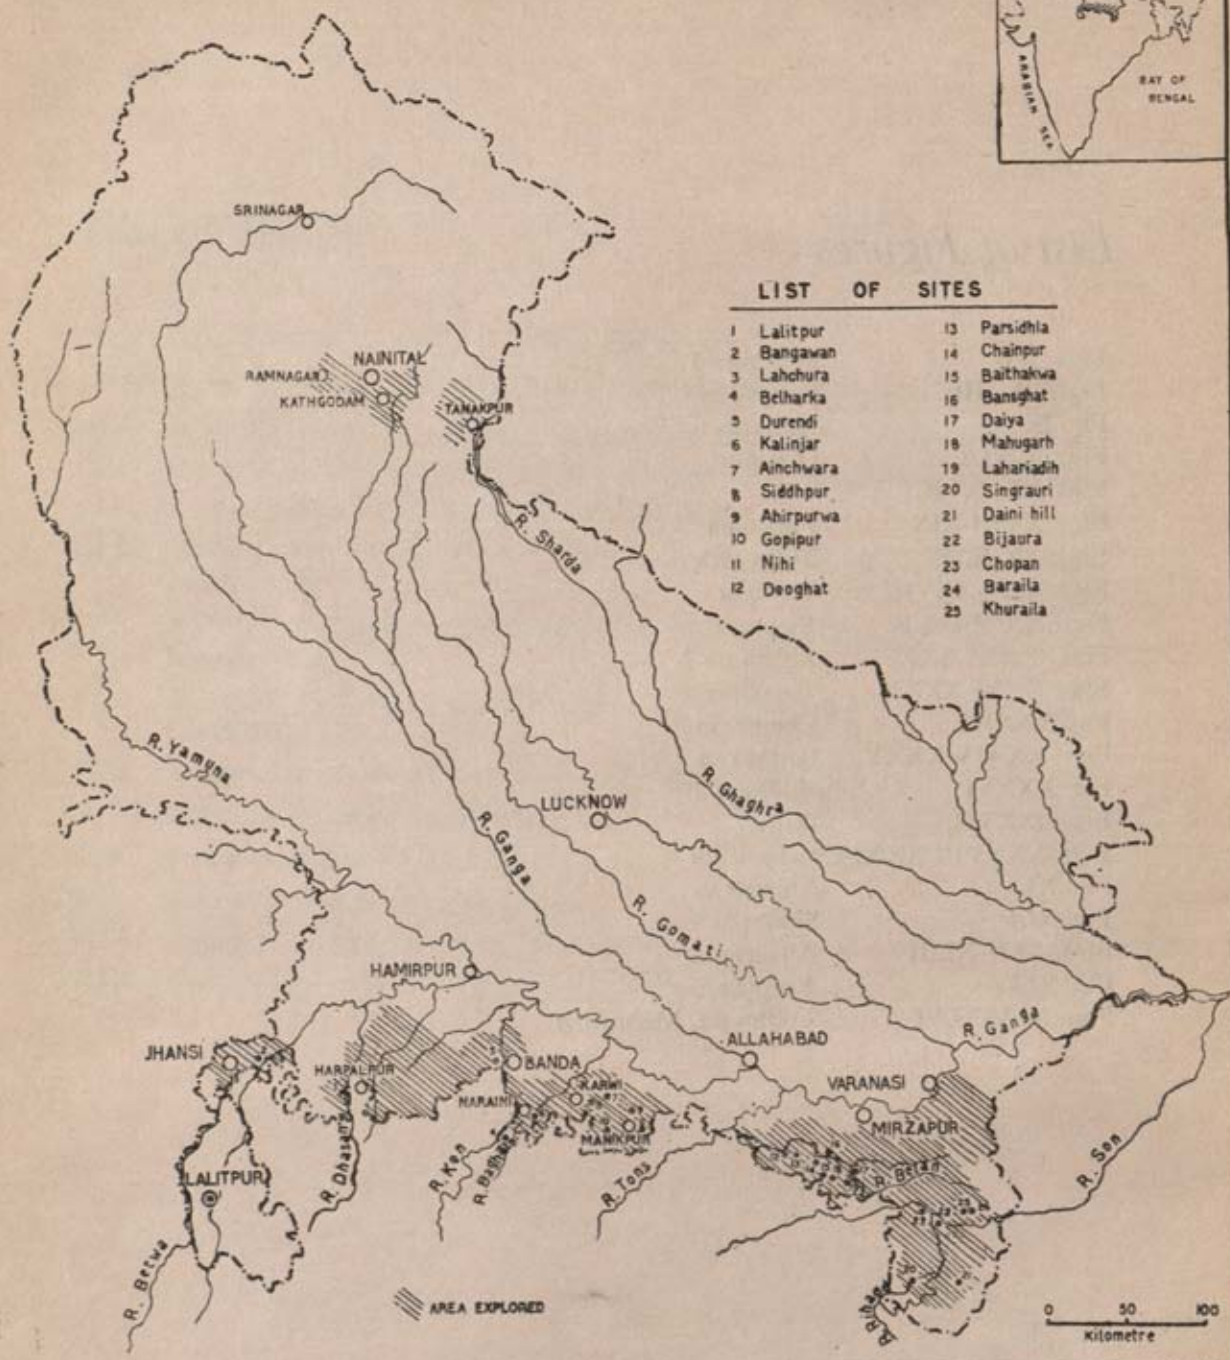 ARABIAN SEA
BAY OF
BENGAL
SRINAGAR
LIST OF SITES
1 Lalitpur
2 Bangawan
3 Lahchura
4 Belharka
5 Durendi
6 Kalinjar
7 Ainchwara
8 Siddhpur
9 Ahirpurwa
10 Gopipur
11 Nihi
12 Deoghat
13 Parsidhla
14 Chainpur
15 Baithakwa
16 Bansghat
17 Daiya
18 Mahugarh
19 Lahariadih
20 Singrauri
21 Daini hill
22 Bijaura
23 Chopan
24 Baraila
25 Khuraila
NAINITAL
RAMNAGAR
KATHGODAM
TANAKPUR
R. Sharda
R. Yamuna
R. Ghaghra
LUCKNOW
R. Ganga
R. Gomati
HAMIRPUR
R. Ganga
ALLAHABAD
JHANSI
BANDA
HARPALPUR
KARWI
VARANASI
NARAINI
MIRZAPUR
MANIKPUR
R. Dhasan
R. Ken
R. Tons
R. Belan
R. Son
LALITPUR
R. Betwa
AREA EXPLORED
0 50 100
Kilometre